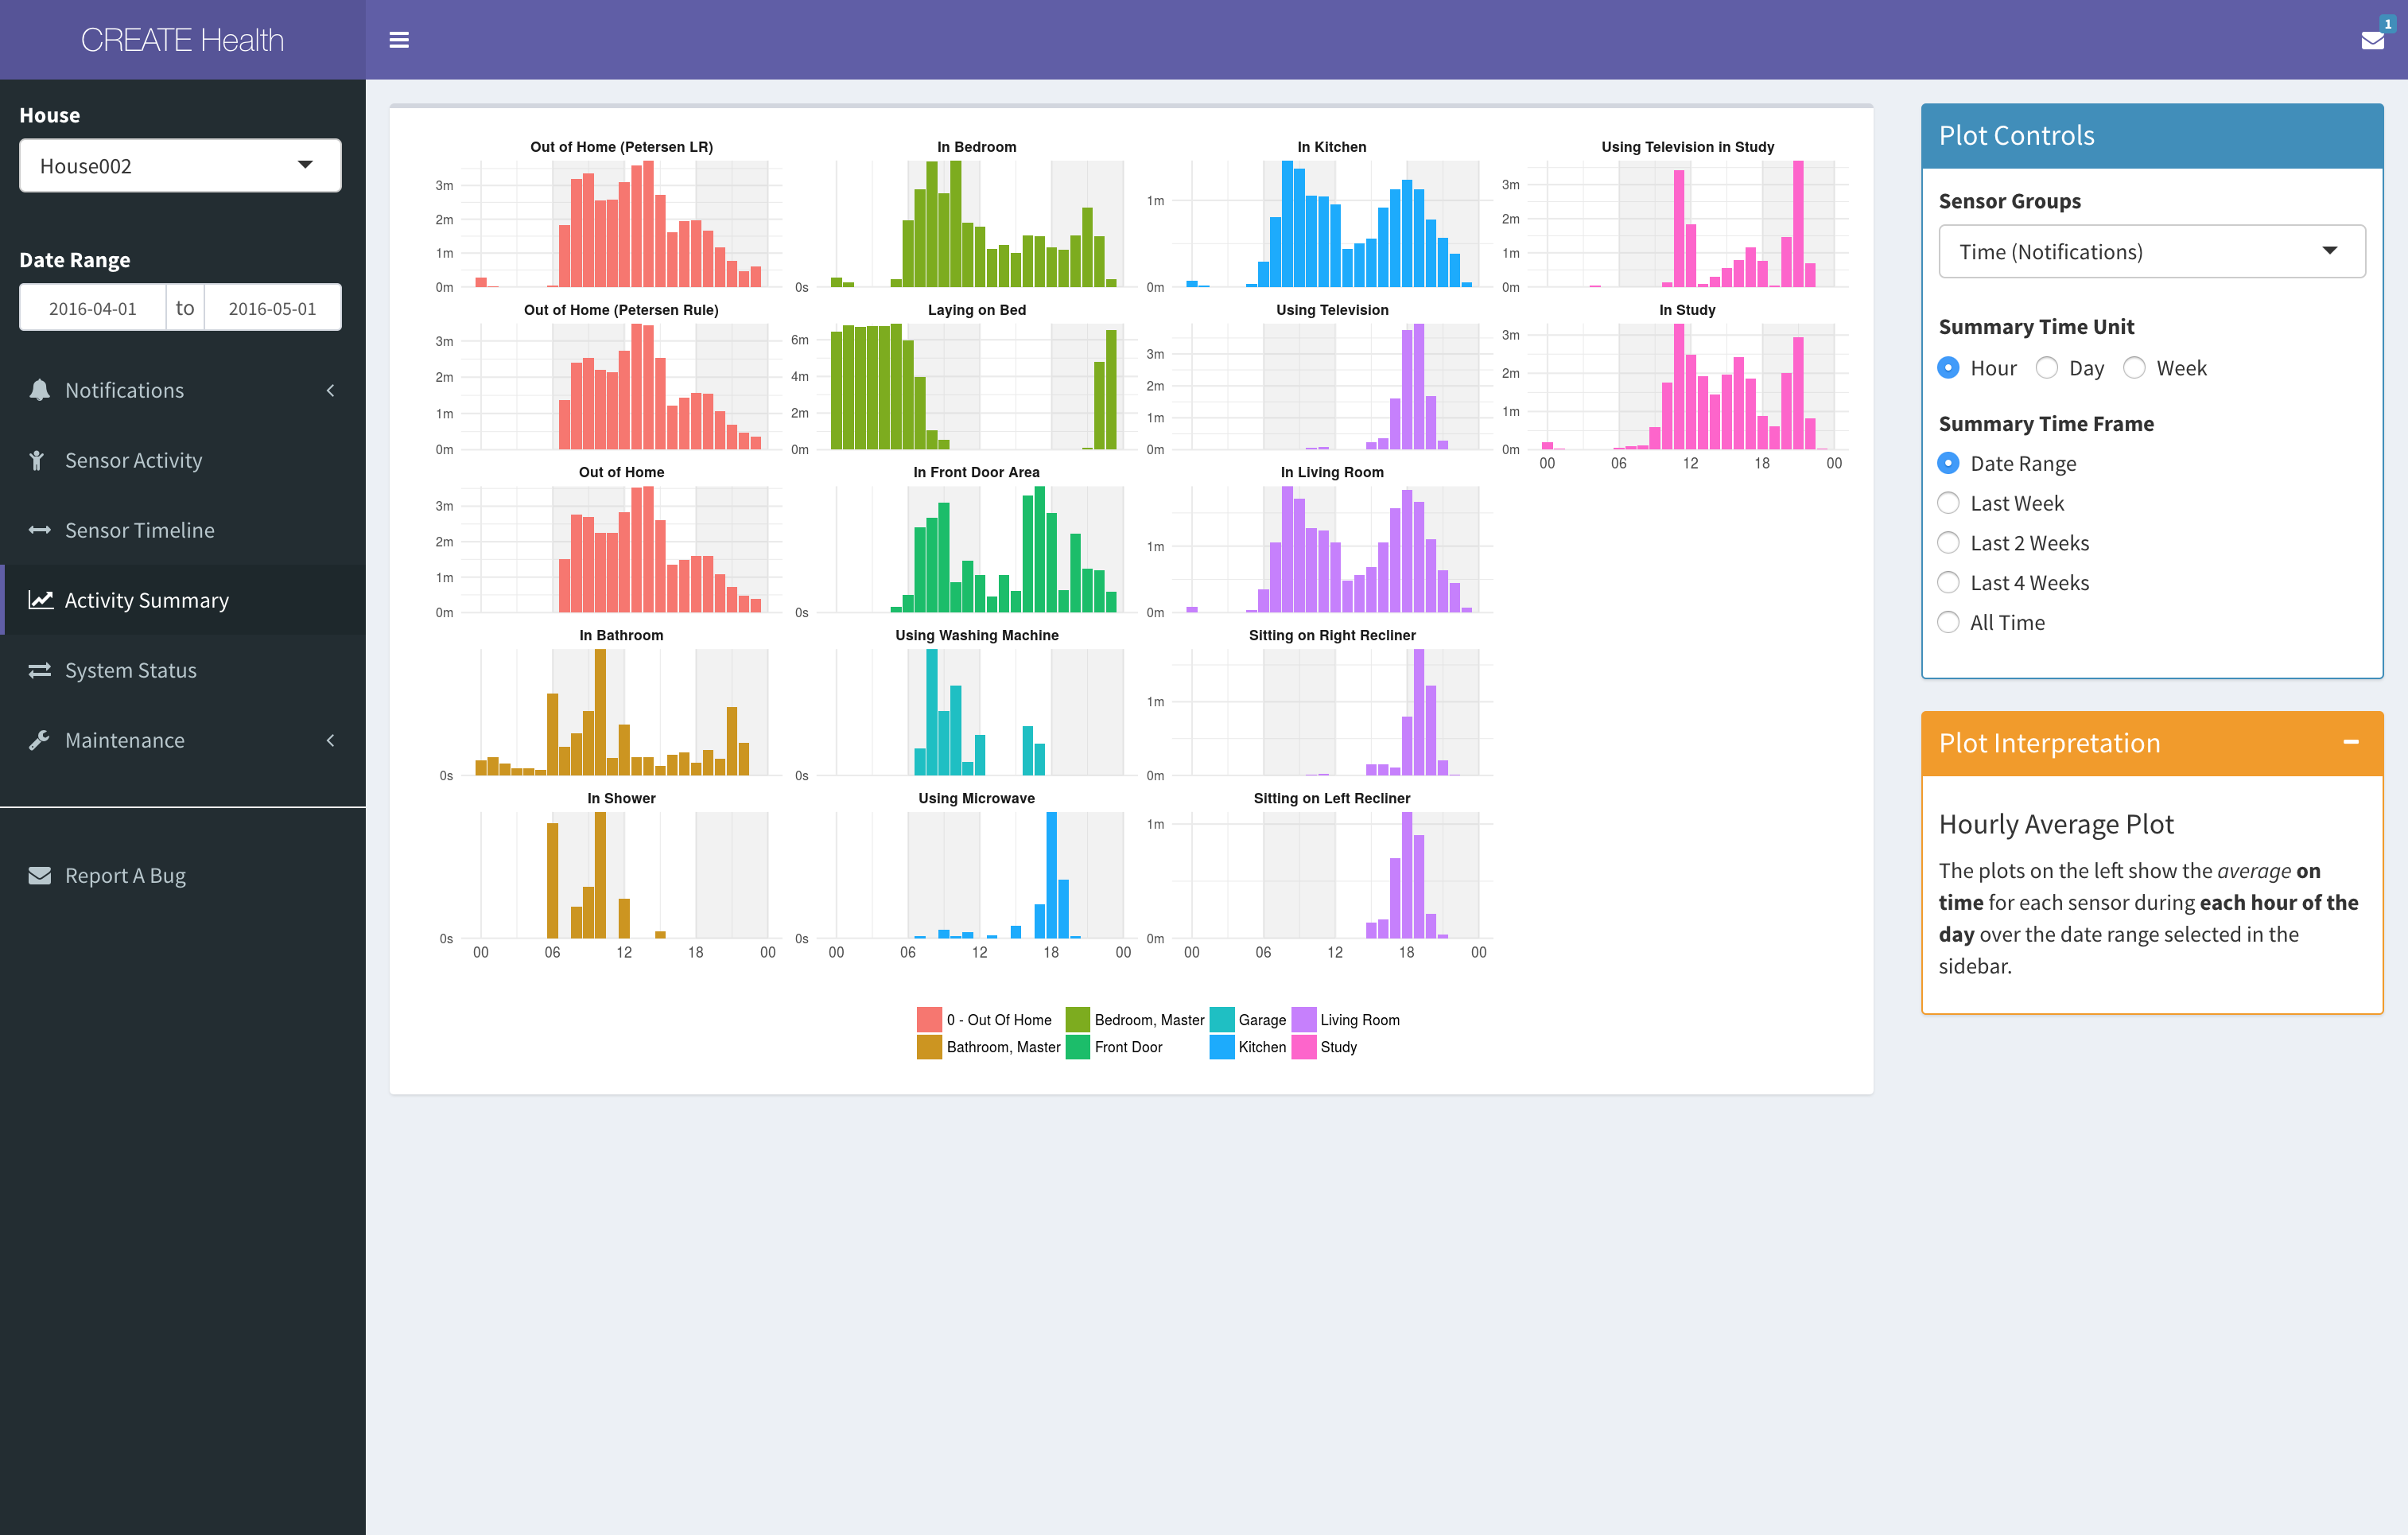 CREATE Health
1
House
House002
Date Range
2016-04-01 to 2016-05-01
Notifications
Sensor Activity
Sensor Timeline
Activity Summary
System Status
Maintenance
Report A Bug
Out of Home (Petersen LR)
3m
2m
1m
0m
In Bedroom
0s
In Kitchen
1m
0m
Using Television in Study
3m
2m
1m
0m
Out of Home (Petersen Rule)
3m
2m
1m
0m
Laying on Bed
6m
4m
2m
0m
Using Television
3m
2m
1m
0m
In Study
3m
2m
1m
0m
00 06 12 18 00
Out of Home
3m
2m
1m
0m
In Front Door Area
0s
In Living Room
1m
0m
In Bathroom
0s
Using Washing Machine
0s
Sitting on Right Recliner
1m
0m
In Shower
0s
00 06 12 18 00
Using Microwave
0s
00 06 12 18 00
Sitting on Left Recliner
1m
0m
00 06 12 18 00
0 - Out Of Home Bedroom, Master Garage Living Room
Bathroom, Master Front Door Kitchen Study
Plot Controls
Sensor Groups
Time (Notifications)
Summary Time Unit
Hour Day Week
Summary Time Frame
Date Range
Last Week
Last 2 Weeks
Last 4 Weeks
All Time
Plot Interpretation
Hourly Average Plot
The plots on the left show the average on
time for each sensor during each hour of the
day over the date range selected in the
sidebar.